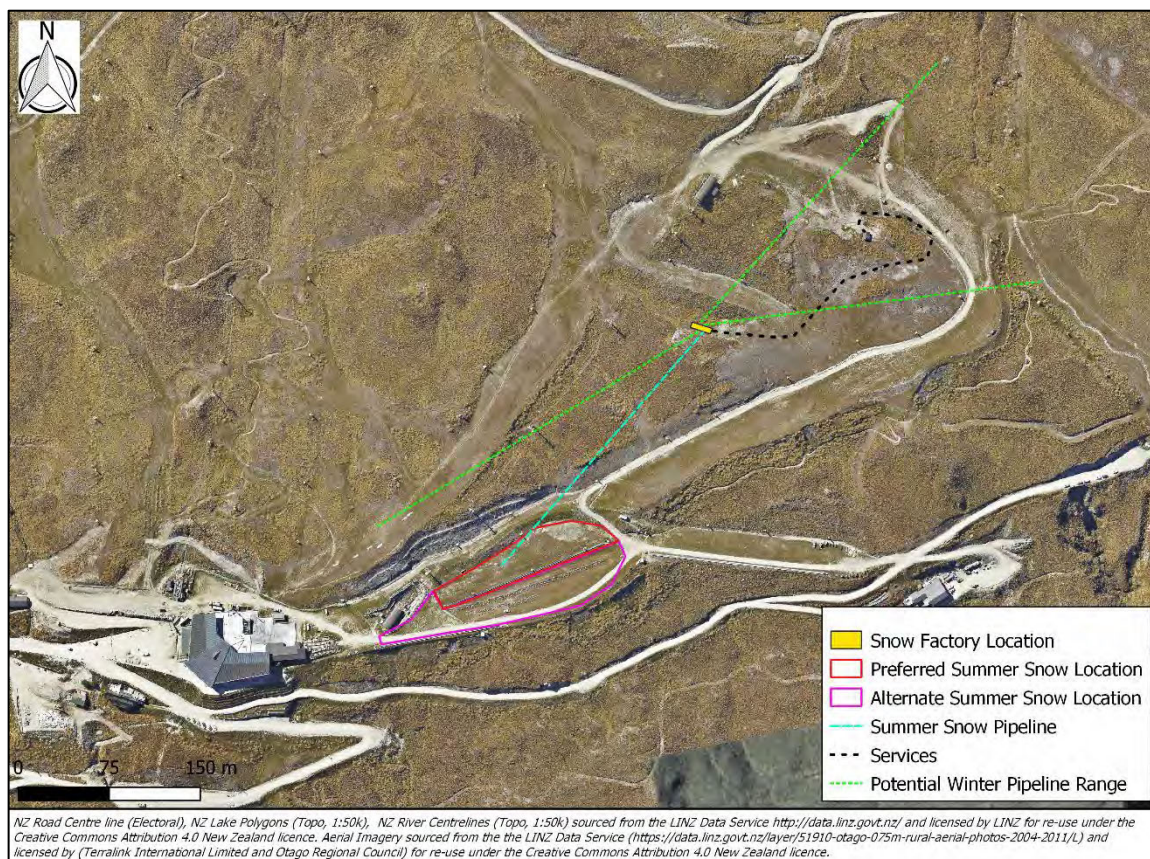 N
Snow Factory Location
Preferred Summer Snow Location
Alternate Summer Snow Location
Summer Snow Pipeline
Services
Potential Winter Pipeline Range
0 75 150 m
NZ Road Centre line (Electoral), NZ Lake Polygons (Topo, 1:50k), NZ River Centrelines (Topo, 1:50k) sourced from the LINZ Data Service http://data.linz.govt.nz/ and licensed by LINZ for re-use under the
Creative Commons Attribution 4.0 New Zealand licence. Aerial Imagery sourced from the the LINZ Data Service (https://data.linz.govt.nz/layer/51910-otago-075m-rural-aerial-photos-2004-2011/L) and
licensed by (Terralink International Limited and Otago Regional Council) for re-use under the Creative Commons Attribution 4.0 New Zealand licence.